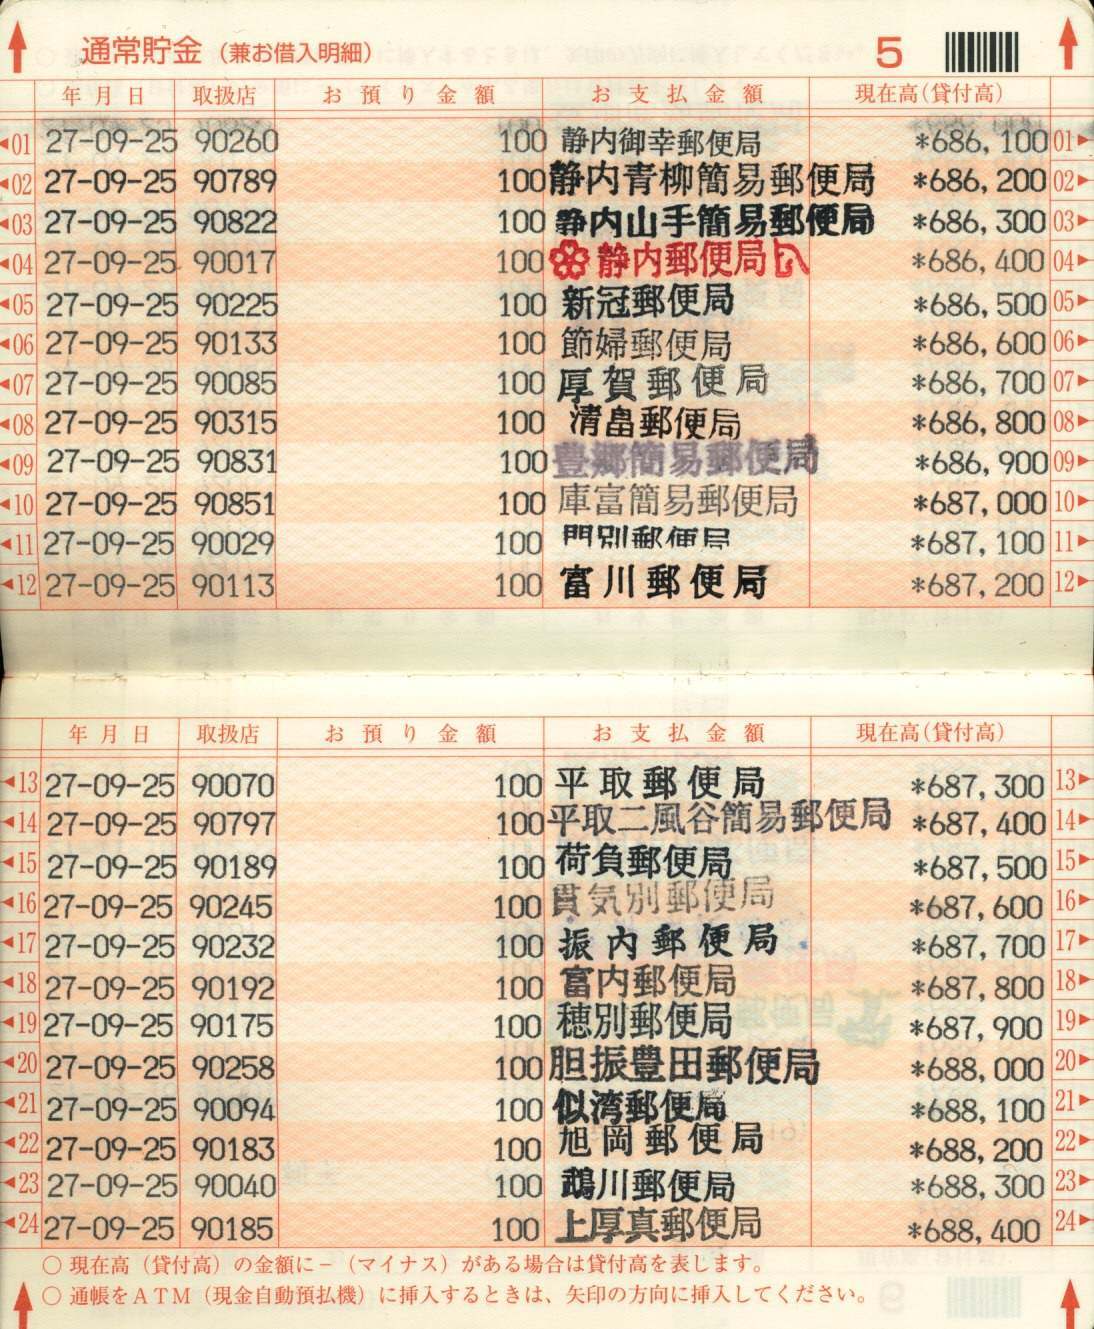 通常貯金（兼お借入明細） 5
年月日 取扱店 お預り金額 お支払金額 現在高(貸付高)
01 27-09-25 90260 100 静内御幸郵便局 *686,100 01
02 27-09-25 90789 100 静内青柳簡易郵便局 *686,200 02
03 27-09-25 90822 100 静内山手簡易郵便局 *686,300 03
04 27-09-25 90017 100 静内郵便局 *686,400 04
05 27-09-25 90225 100 新冠郵便局 *686,500 05
06 27-09-25 90133 100 節婦郵便局 *686,600 06
07 27-09-25 90085 100 厚賀郵便局 *686,700 07
08 27-09-25 90315 100 清畠郵便局 *686,800 08
09 27-09-25 90831 100 豊郷簡易郵便局 *686,900 09
10 27-09-25 90851 100 庫富簡易郵便局 *687,000 10
11 27-09-25 90029 100 門別郵便局 *687,100 11
12 27-09-25 90113 100 富川郵便局 *687,200 12
年月日 取扱店 お預り金額 お支払金額 現在高(貸付高)
13 27-09-25 90070 100 平取郵便局 *687,300 13
14 27-09-25 90797 100 平取二風谷簡易郵便局 *687,400 14
15 27-09-25 90189 100 荷負郵便局 *687,500 15
16 27-09-25 90245 100 貫気別郵便局 *687,600 16
17 27-09-25 90232 100 振内郵便局 *687,700 17
18 27-09-25 90192 100 富内郵便局 *687,800 18
19 27-09-25 90175 100 穂別郵便局 *687,900 19
20 27-09-25 90258 100 胆振豊田郵便局 *688,000 20
21 27-09-25 90094 100 似湾郵便局 *688,100 21
22 27-09-25 90183 100 旭岡郵便局 *688,200 22
23 27-09-25 90040 100 鵡川郵便局 *688,300 23
24 27-09-25 90185 100 上厚真郵便局 *688,400 24
○ 現在高（貸付高）の金額に－（マイナス）がある場合は貸付高を表します。
○ 通帳をＡＴＭ（現金自動預払機）に挿入するときは、矢印の方向に挿入してください。